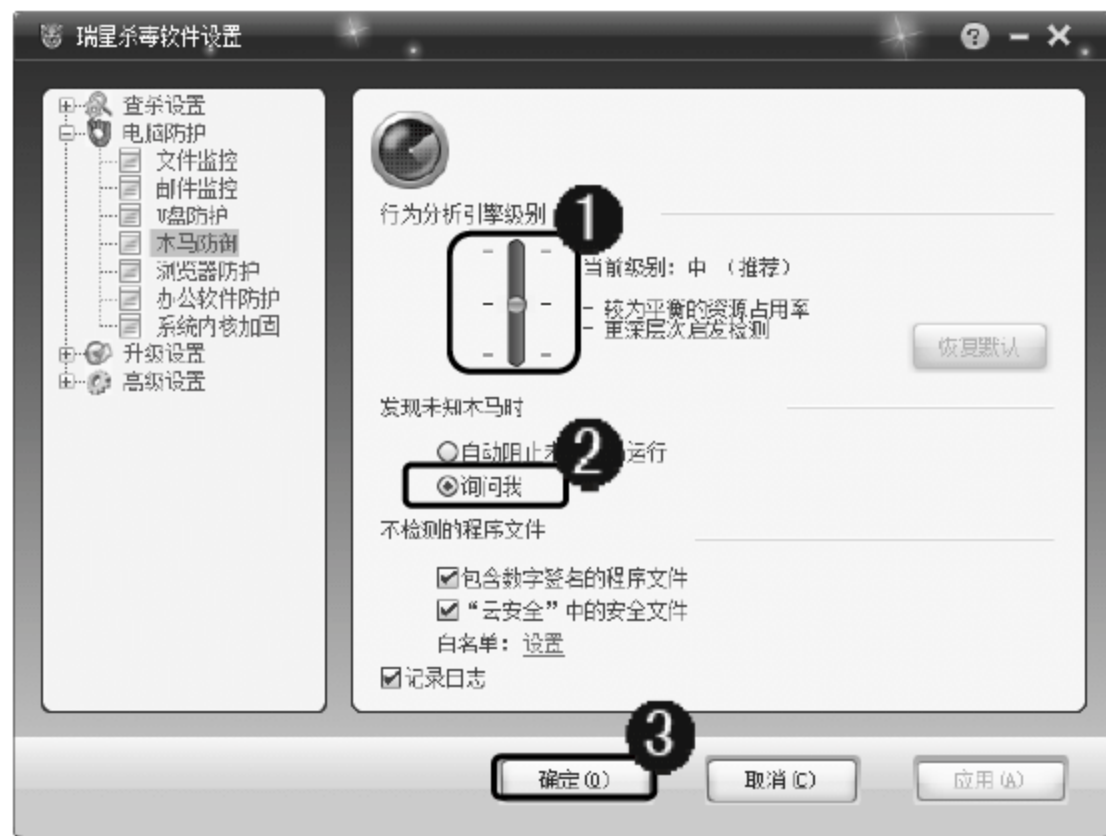 瑞星杀毒软件设置
查杀设置
电脑防护
文件监控
邮件监控
U盘防护
木马防御
浏览器防护
办公软件防护
系统内核加固
升级设置
高级设置
行为分析引擎级别
1
当前级别：中 （推荐）
- 较为平衡的资源占用率
- 重深层次启发检测
恢复默认
发现未知木马时
自动阻止 运行
2
询问我
不检测的程序文件
包含数字签名的程序文件
“云安全”中的安全文件
白名单：设置
记录日志
3
确定(O) 取消(C) 应用(A)